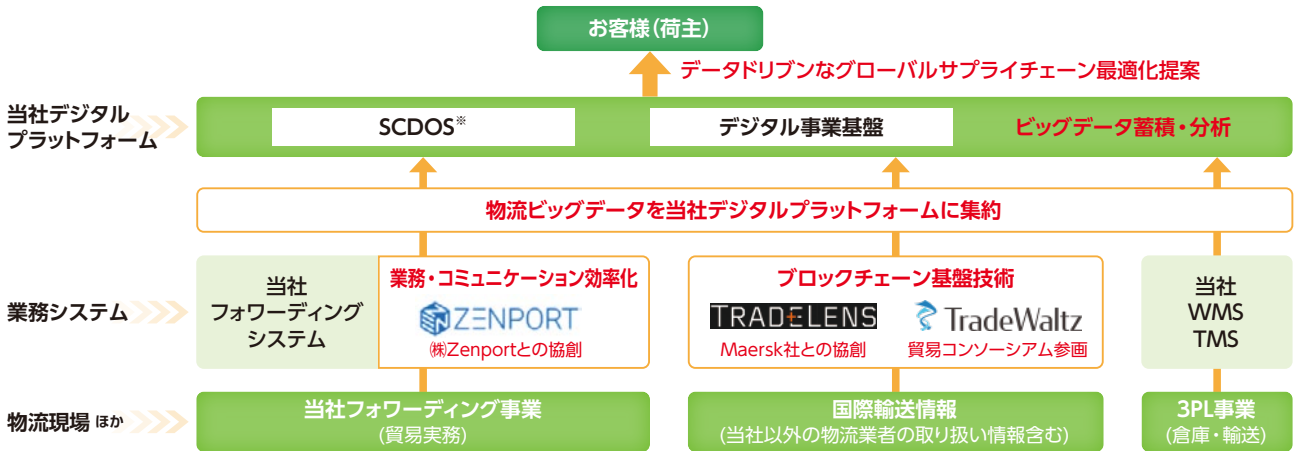 お客様（荷主）
データドリブンなグローバルサプライチェーン最適化提案
当社デジタル
プラットフォーム
SCDOS※
デジタル事業基盤
ビッグデータ蓄積・分析
物流ビッグデータを当社デジタルプラットフォームに集約
業務システム
当社
フォワーディング
システム
業務・コミュニケーション効率化
ZENPORT
㈱Zenportとの協創
ブロックチェーン基盤技術
TRADELENS
Maersk社との協創
TradeWaltz
貿易コンソーシアム参画
当社
WMS
TMS
物流現場 ほか
当社フォワーディング事業
(貿易実務)
国際輸送情報
(当社以外の物流業者の取り扱い情報含む)
3PL事業
(倉庫・輸送)